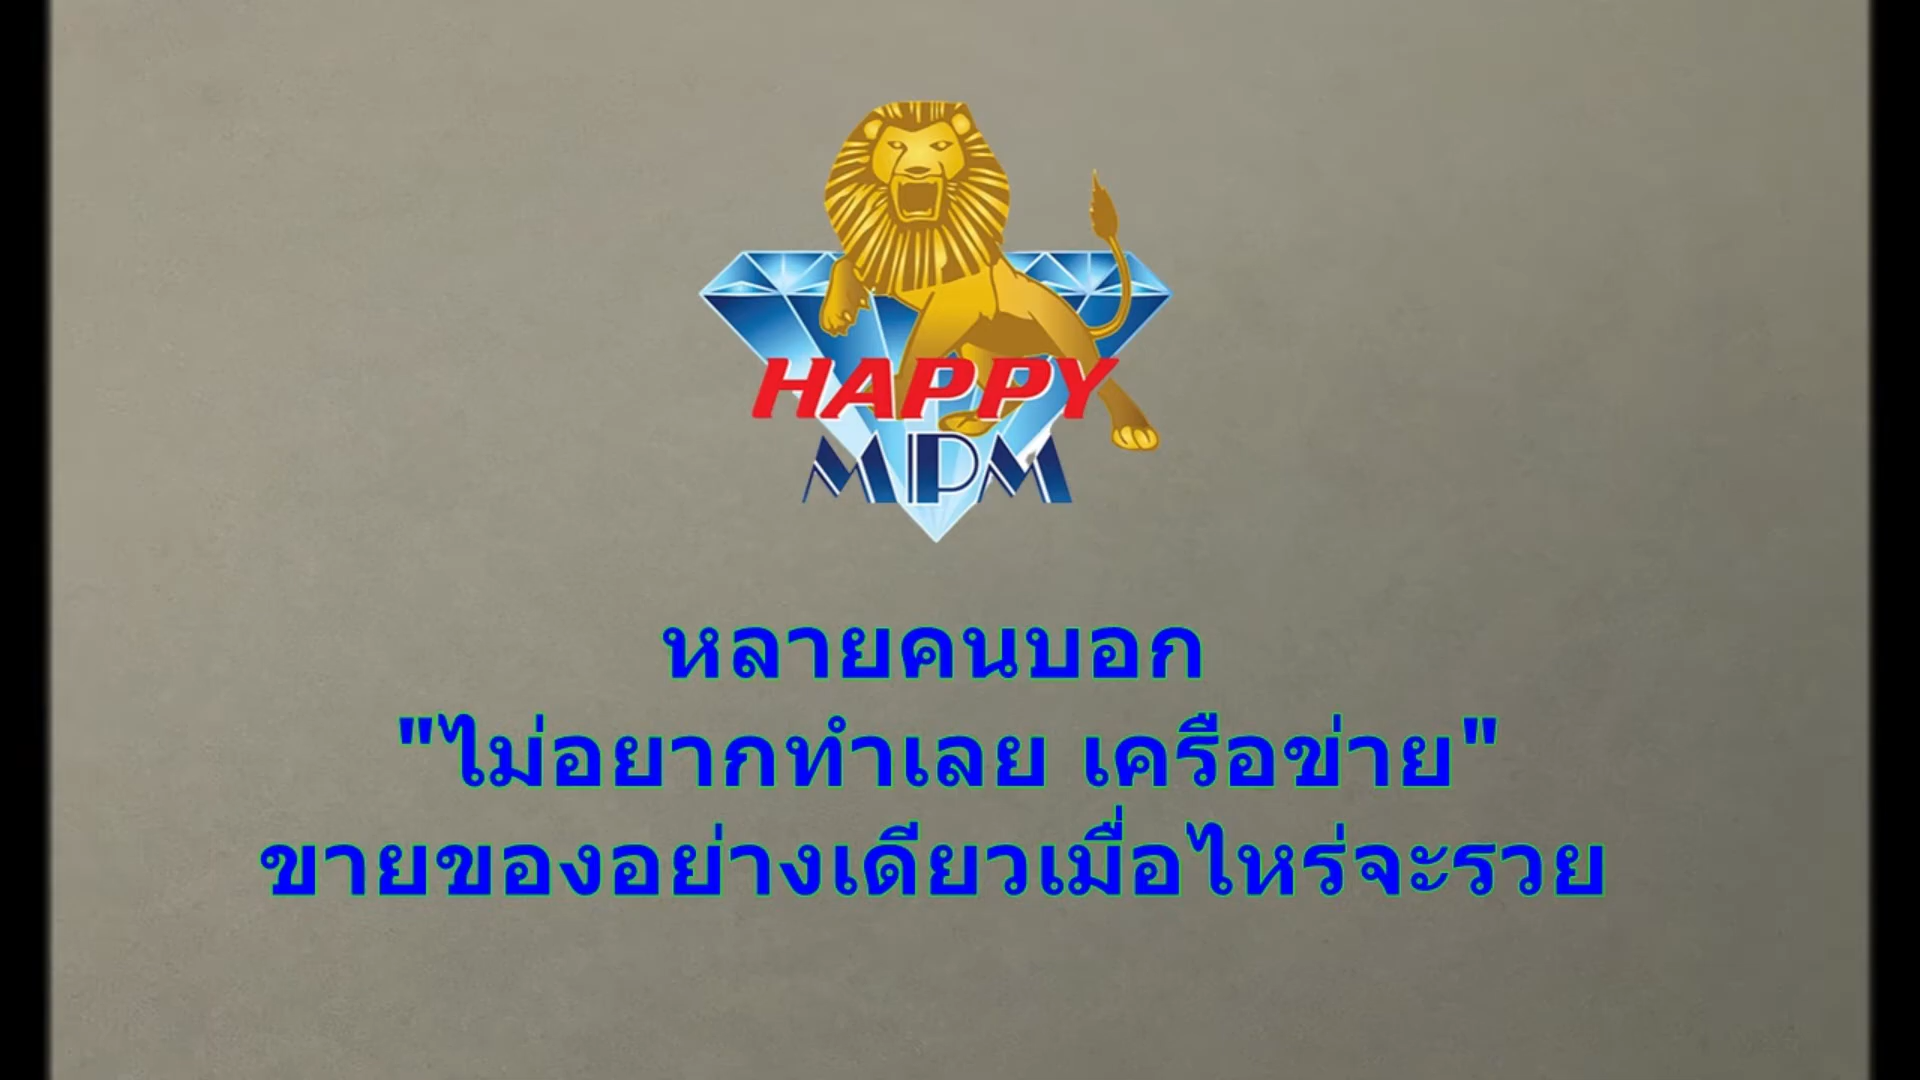 HAPPY
MPM
หลายคนบอก
"ไม่อยากทำเลย เครือข่าย"
ขายของอย่างเดียวเมื่อไหร่จะรวย